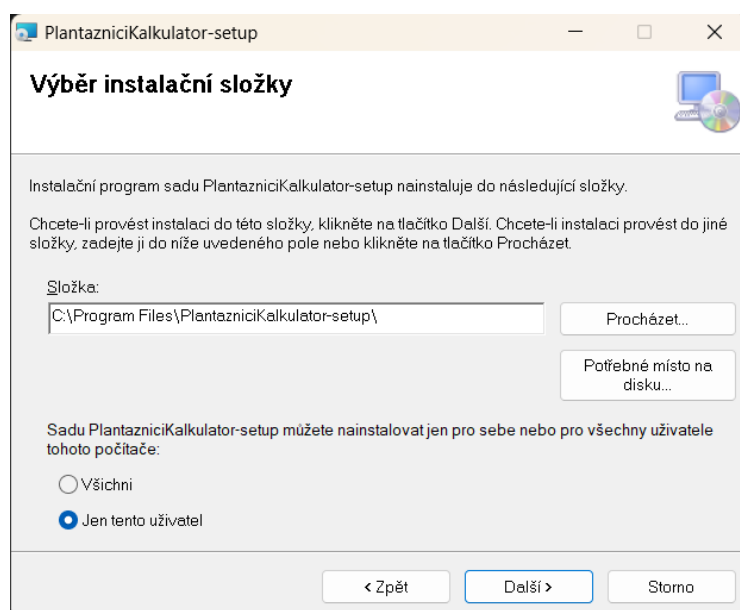 PlantazniciKalkulator-setup
Výběr instalační složky
Instalační program sadu PlantazniciKalkulator-setup nainstaluje do následující složky.
Chcete-li provést instalaci do této složky, klikněte na tlačítko Další. Chcete-li instalaci provést do jiné
složky, zadejte ji do níže uvedeného pole nebo klikněte na tlačítko Procházet.
Složka:
C:\Program Files\PlantazniciKalkulator-setup\
Procházet...
Potřebné místo na
disku...
Sadu PlantazniciKalkulator-setup můžete nainstalovat jen pro sebe nebo pro všechny uživatele
tohoto počítače:
Všichni
Jen tento uživatel
< Zpět
Další >
Storno